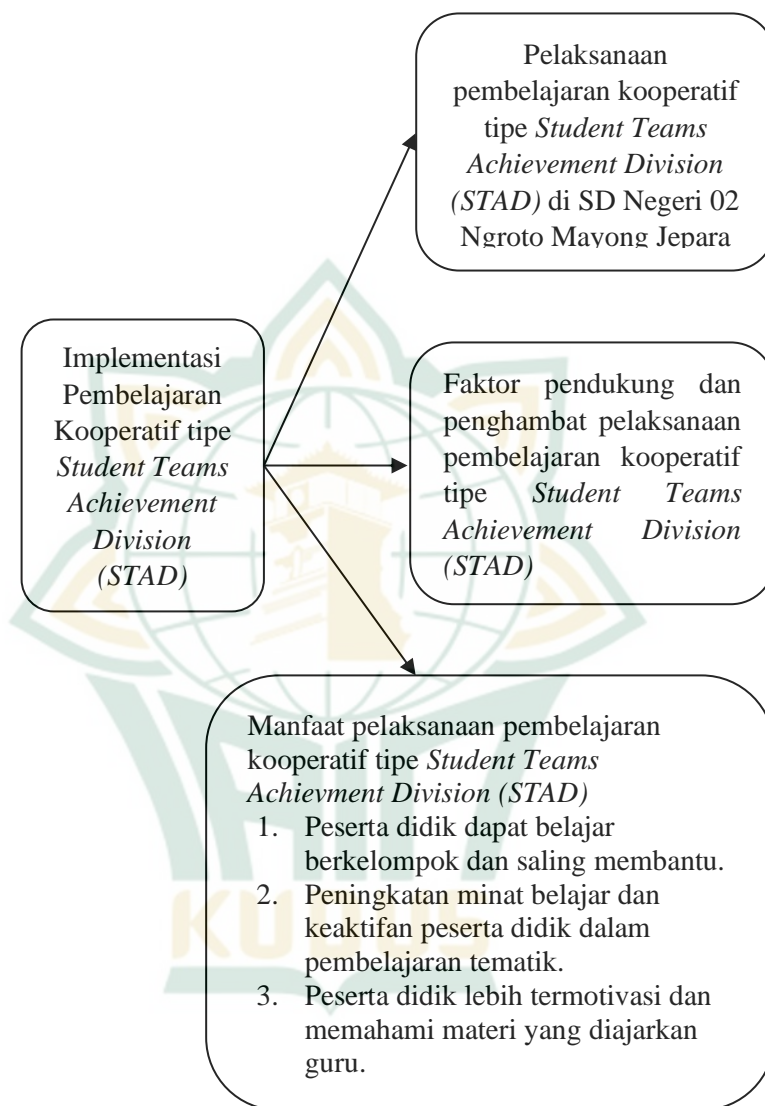 Pelaksanaan
pembelajaran kooperatif
tipe Student Teams
Achievement Division
(STAD) di SD Negeri 02
Ngroto Mayong Jepara
Implementasi
Pembelajaran
Kooperatif tipe
Student Teams
Achievement
Division
(STAD)
Faktor pendukung dan
penghambat pelaksanaan
pembelajaran kooperatif
tipe Student Teams
Achievement Division
(STAD)
Manfaat pelaksanaan pembelajaran
kooperatif tipe Student Teams
Achievment Division (STAD)
1. Peserta didik dapat belajar
berkelompok dan saling membantu.
2. Peningkatan minat belajar dan
keaktifan peserta didik dalam
pembelajaran tematik.
3. Peserta didik lebih termotivasi dan
memahami materi yang diajarkan
guru.
IAIN
KUDUS